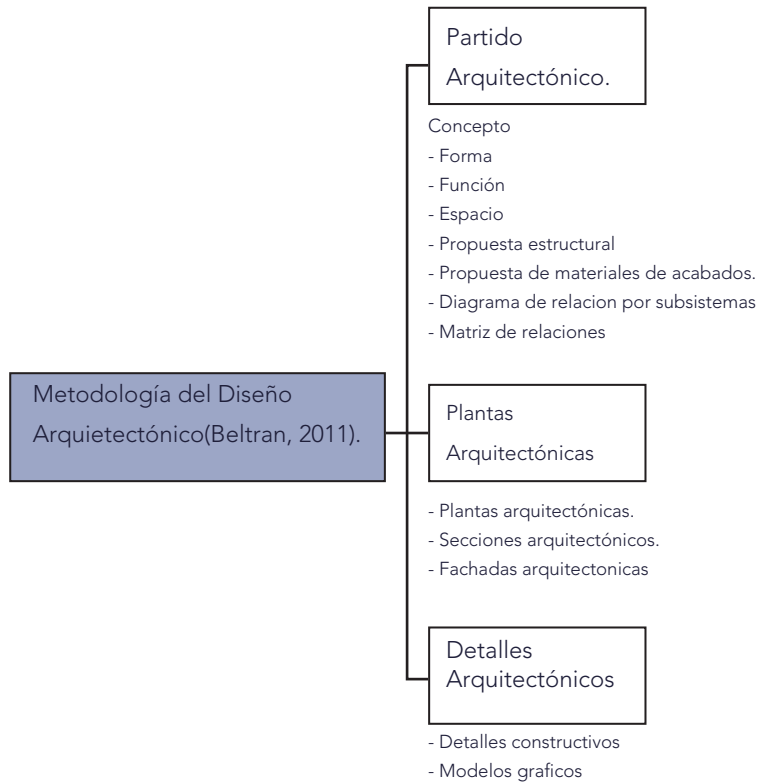 Partido
Arquitectónico.
Concepto
- Forma
- Función
- Espacio
- Propuesta estructural
- Propuesta de materiales de acabados.
- Diagrama de relacion por subsistemas
- Matriz de relaciones
Metodología del Diseño
Arquietectónico(Beltran, 2011).
Plantas
Arquitectónicas
- Plantas arquitectónicas.
- Secciones arquitectónicos.
- Fachadas arquitectonicas
Detalles
Arquitectónicos
- Detalles constructivos
- Modelos graficos